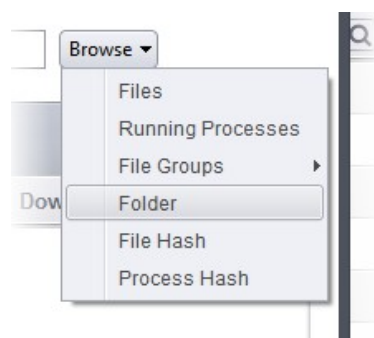 Browse
Files
Running Processes
File Groups
Dow
Folder
File Hash
Process Hash